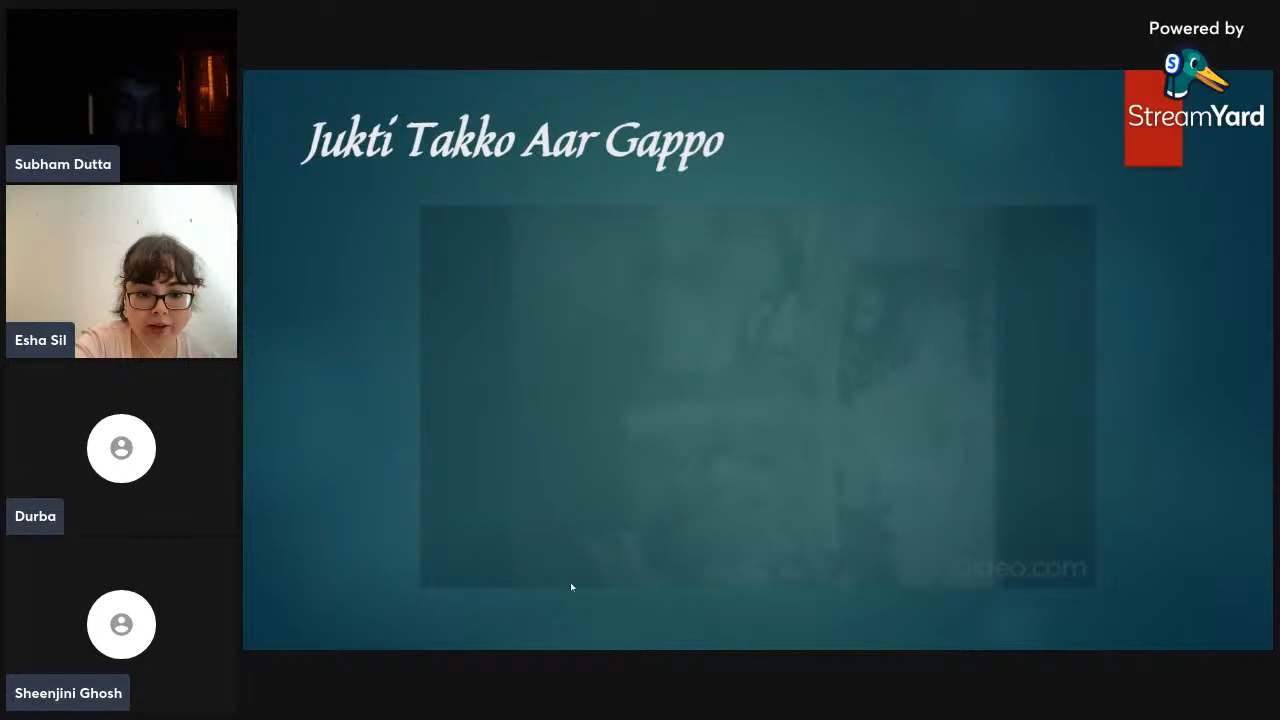 Powered by
StreamYard
Jukti Takko Aar Gappo
Subham Dutta
Esha Sil
Durba
Sheenjini Ghosh